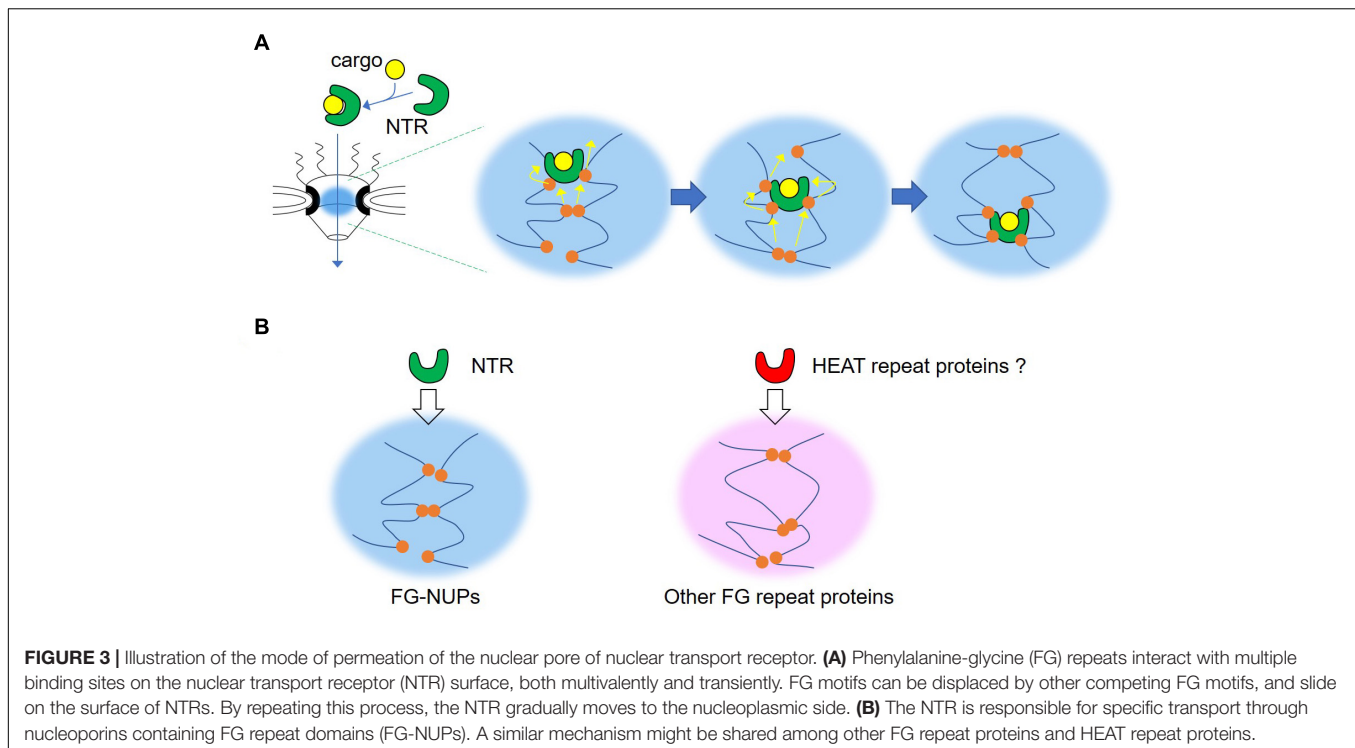 A
cargo
NTR
B
NTR
HEAT repeat proteins ?
FG-NUPs
Other FG repeat proteins
FIGURE 3 | Illustration of the mode of permeation of the nuclear pore of nuclear transport receptor. (A) Phenylalanine-glycine (FG) repeats interact with multiple
binding sites on the nuclear transport receptor (NTR) surface, both multivalently and transiently. FG motifs can be displaced by other competing FG motifs, and slide
on the surface of NTRs. By repeating this process, the NTR gradually moves to the nucleoplasmic side. (B) The NTR is responsible for specific transport through
nucleoporins containing FG repeat domains (FG-NUPs). A similar mechanism might be shared among other FG repeat proteins and HEAT repeat proteins.